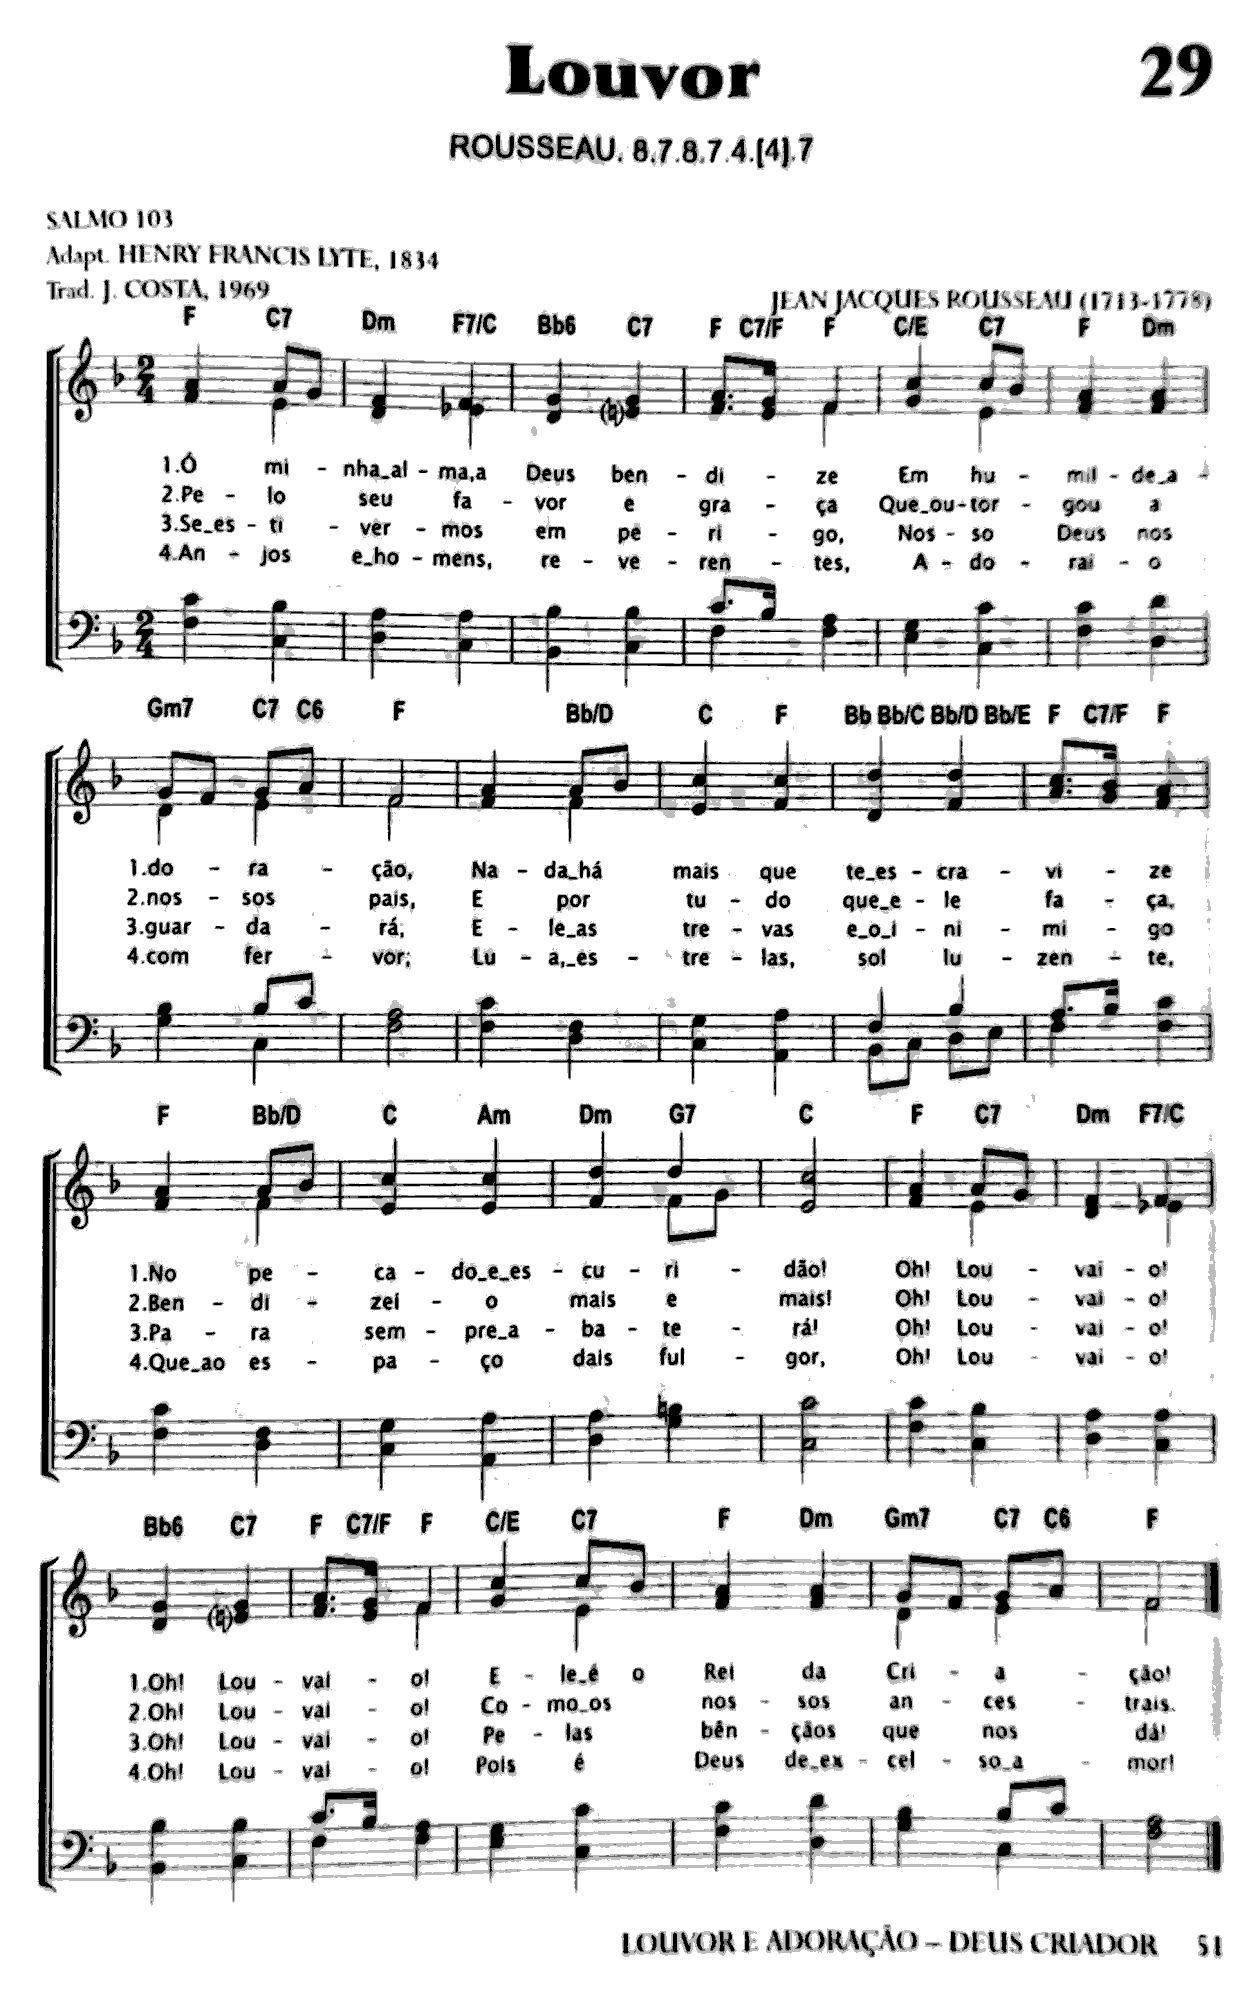 Louvor
29
ROUSSEAU. 8.7.8.7.4.[4].7
SALMO 103
Adapt. HENRY FRANCIS LYTE, 1834
Trad. J. COSTA, 1969
JEAN JACQUES ROUSSEAU (1713-1778)
F C7 Dm F7/C Bb6 C7 F C7/F F C/E C7 F Dm
1.Ó mi - nha_al - ma,a Deus ben - di - ze Em hu - mil - de_a -
2.Pe - lo seu fa - vor e gra - ça Que_ou-tor - gou a
3.Se_es - ti - ver - mos em pe - ri - go, Nos - so Deus nos
4.An - jos e_ho - mens, re - ve - ren - tes, A - do - rai - o
Gm7 C7 C6 F Bb/D C F Bb Bb/C Bb/D Bb/E F C7/F F
1.do - ra - ção, Na - da_há mais que te_es - cra - vi - ze
2.nos - sos pais, E por tu - do que_e - le fa - ça,
3.guar - da - rá; E - le_as tre - vas e_o_i - ni - mi - go
4.com fer - vor; Lu - a,_es - tre - las, sol lu - zen - te,
F Bb/D C Am Dm G7 C F C7 Dm F7/C
1.No pe - ca - do_e_es - cu - ri - dão! Oh! Lou - vai - o!
2.Ben - di - zei - o mais e mais! Oh! Lou - vai - o!
3.Pa - ra sem - pre_a - ba - te - rá! Oh! Lou - vai - o!
4.Que_ao es - pa - ço dais ful - gor, Oh! Lou - vai - o!
Bb6 C7 F C7/F F C/E C7 F Dm Gm7 C7 C6 F
1.Oh! Lou - vai - o! E - le_é o Rei da Cri - a - ção!
2.Oh! Lou - vai - o! Co - mo_os nos - sos an - ces - trais.
3.Oh! Lou - vai - o! Pe - las bên - çãos que nos dá!
4.Oh! Lou - vai - o! Pois é Deus de_ex - cel - so_a - mor!
LOUVOR E ADORAÇÃO – DEUS CRIADOR 51